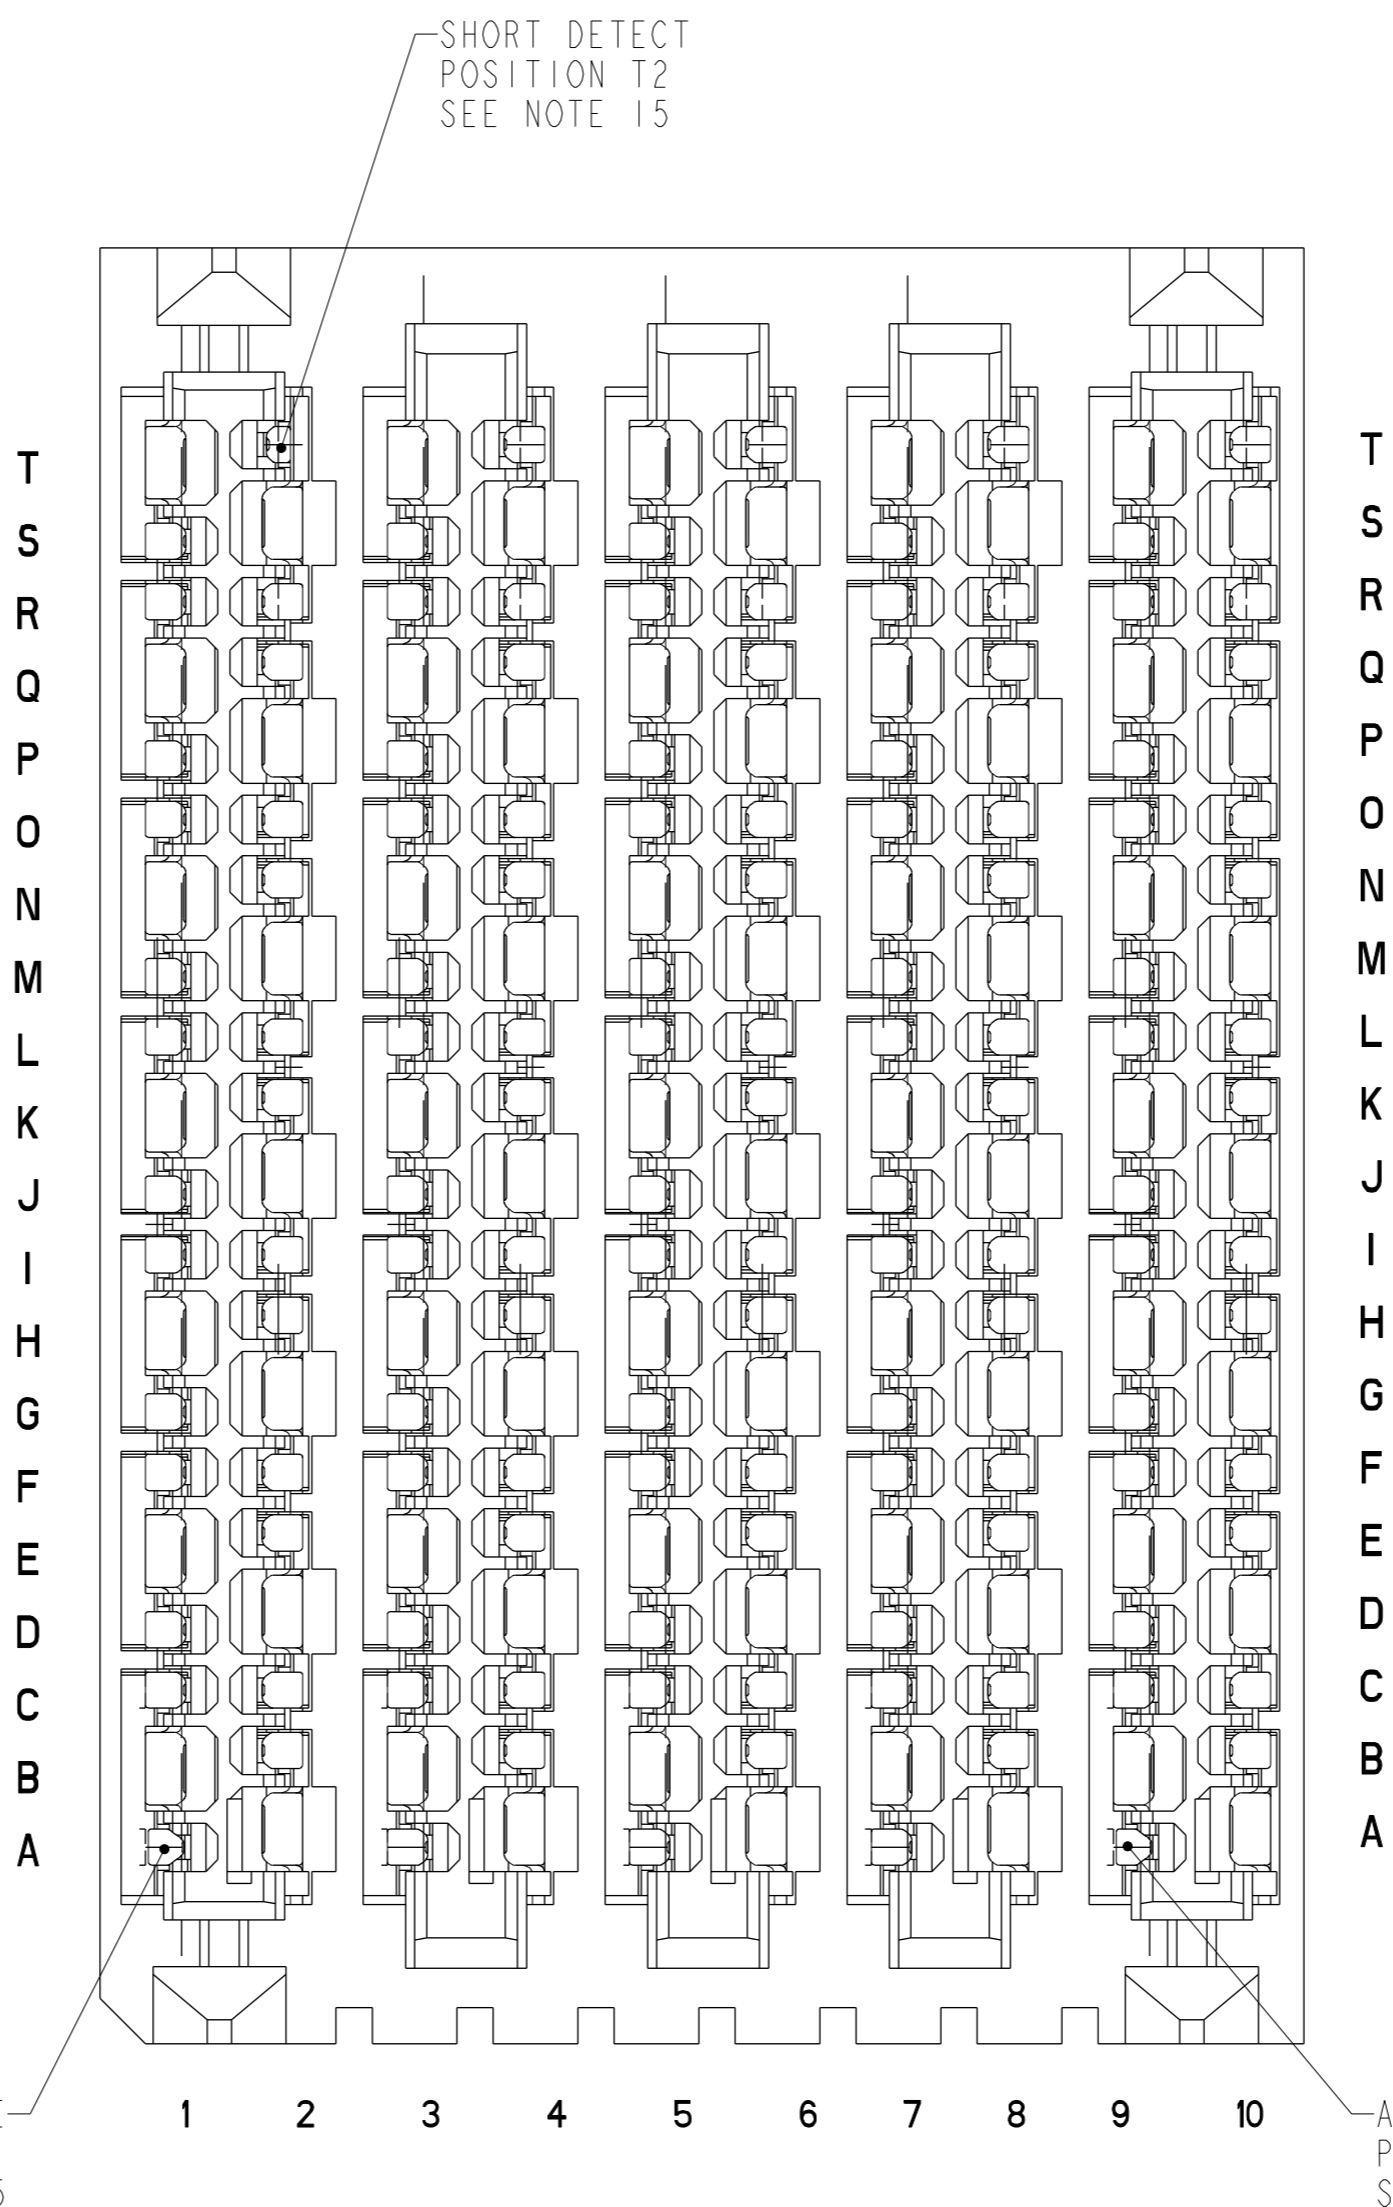 SHORT DETECT
POSITION T2
SEE NOTE 15
T T
S S
R R
Q Q
P P
O O
N N
M M
L L
K K
J J
I I
H H
G G
F F
E E
D D
C C
B B
A A
1 2 3 4 5 6 7 8 9 10